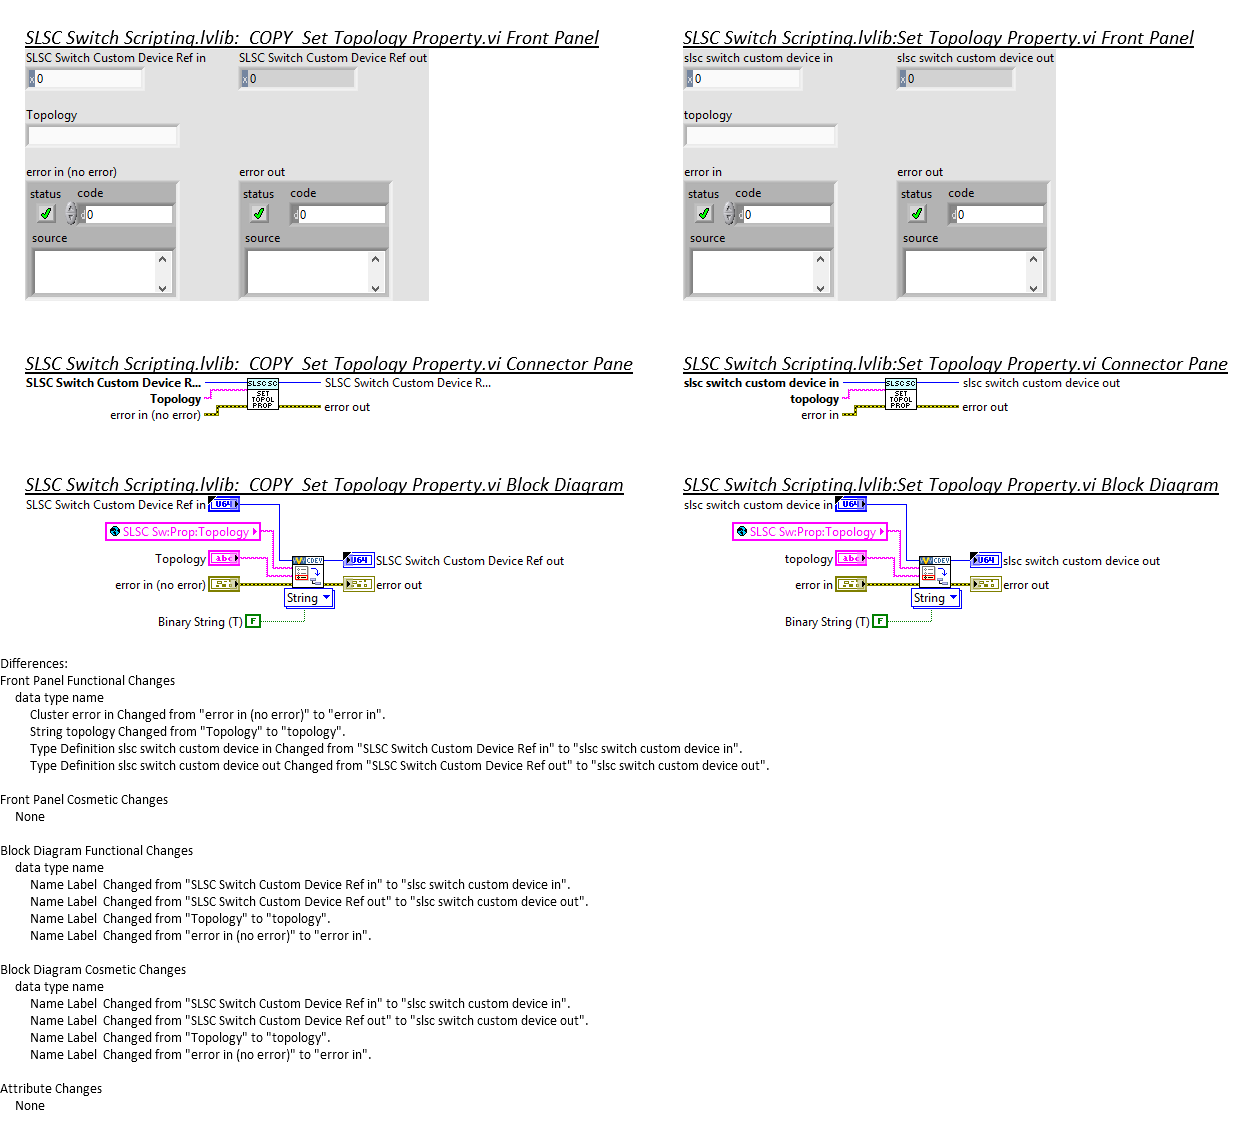 SLSC Switch Scripting.lvlib:_COPY_Set Topology Property.vi Front Panel
SLSC Switch Custom Device Ref in
SLSC Switch Custom Device Ref out
x 0
x 0
Topology
error in (no error)
error out
status
code
d 0
source
status
code
d 0
source
SLSC Switch Scripting.lvlib:Set Topology Property.vi Front Panel
slsc switch custom device in
slsc switch custom device out
x 0
x 0
topology
error in
error out
status
code
d 0
source
status
code
d 0
source
SLSC Switch Scripting.lvlib:_COPY_Set Topology Property.vi Connector Pane
SLSC Switch Custom Device R...
SLSC Switch Custom Device R...
Topology
error in (no error)
error out
SLSC SC
SET
TOPOL
PROP
SLSC Switch Scripting.lvlib:Set Topology Property.vi Connector Pane
slsc switch custom device in
slsc switch custom device out
topology
error in
error out
SLSC SC
SET
TOPOL
PROP
SLSC Switch Scripting.lvlib:_COPY_Set Topology Property.vi Block Diagram
SLSC Switch Custom Device Ref in
U64
SLSC Sw:Prop:Topology
Topology
abc
CDEV
U64
SLSC Switch Custom Device Ref out
error in (no error)
error out
String
Binary String (T)
F
SLSC Switch Scripting.lvlib:Set Topology Property.vi Block Diagram
slsc switch custom device in
U64
SLSC Sw:Prop:Topology
topology
abc
CDEV
U64
slsc switch custom device out
error in
error out
String
Binary String (T)
F
Differences:
Front Panel Functional Changes
data type name
Cluster error in Changed from "error in (no error)" to "error in".
String topology Changed from "Topology" to "topology".
Type Definition slsc switch custom device in Changed from "SLSC Switch Custom Device Ref in" to "slsc switch custom device in".
Type Definition slsc switch custom device out Changed from "SLSC Switch Custom Device Ref out" to "slsc switch custom device out".
Front Panel Cosmetic Changes
None
Block Diagram Functional Changes
data type name
Name Label  Changed from "SLSC Switch Custom Device Ref in" to "slsc switch custom device in".
Name Label  Changed from "SLSC Switch Custom Device Ref out" to "slsc switch custom device out".
Name Label  Changed from "Topology" to "topology".
Name Label  Changed from "error in (no error)" to "error in".
Block Diagram Cosmetic Changes
data type name
Name Label  Changed from "SLSC Switch Custom Device Ref in" to "slsc switch custom device in".
Name Label  Changed from "SLSC Switch Custom Device Ref out" to "slsc switch custom device out".
Name Label  Changed from "Topology" to "topology".
Name Label  Changed from "error in (no error)" to "error in".
Attribute Changes
None